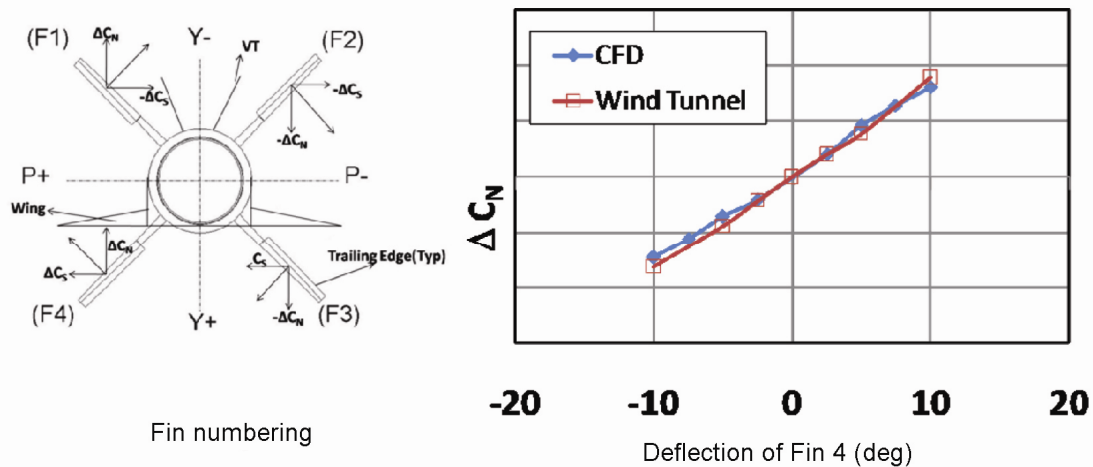 (F1)
ΔC_N
Y-
VT
(F2)
-ΔC_S
-ΔC_S
-ΔC_N
P+
P-
Wing
ΔC_N
C_S
Trailing Edge(Typ)
ΔC_S
(F4)
Y+
-ΔC_N
(F3)
Fin numbering
CFD
Wind Tunnel
Δ C_N
-20 -10 0 10 20
Deflection of Fin 4 (deg)